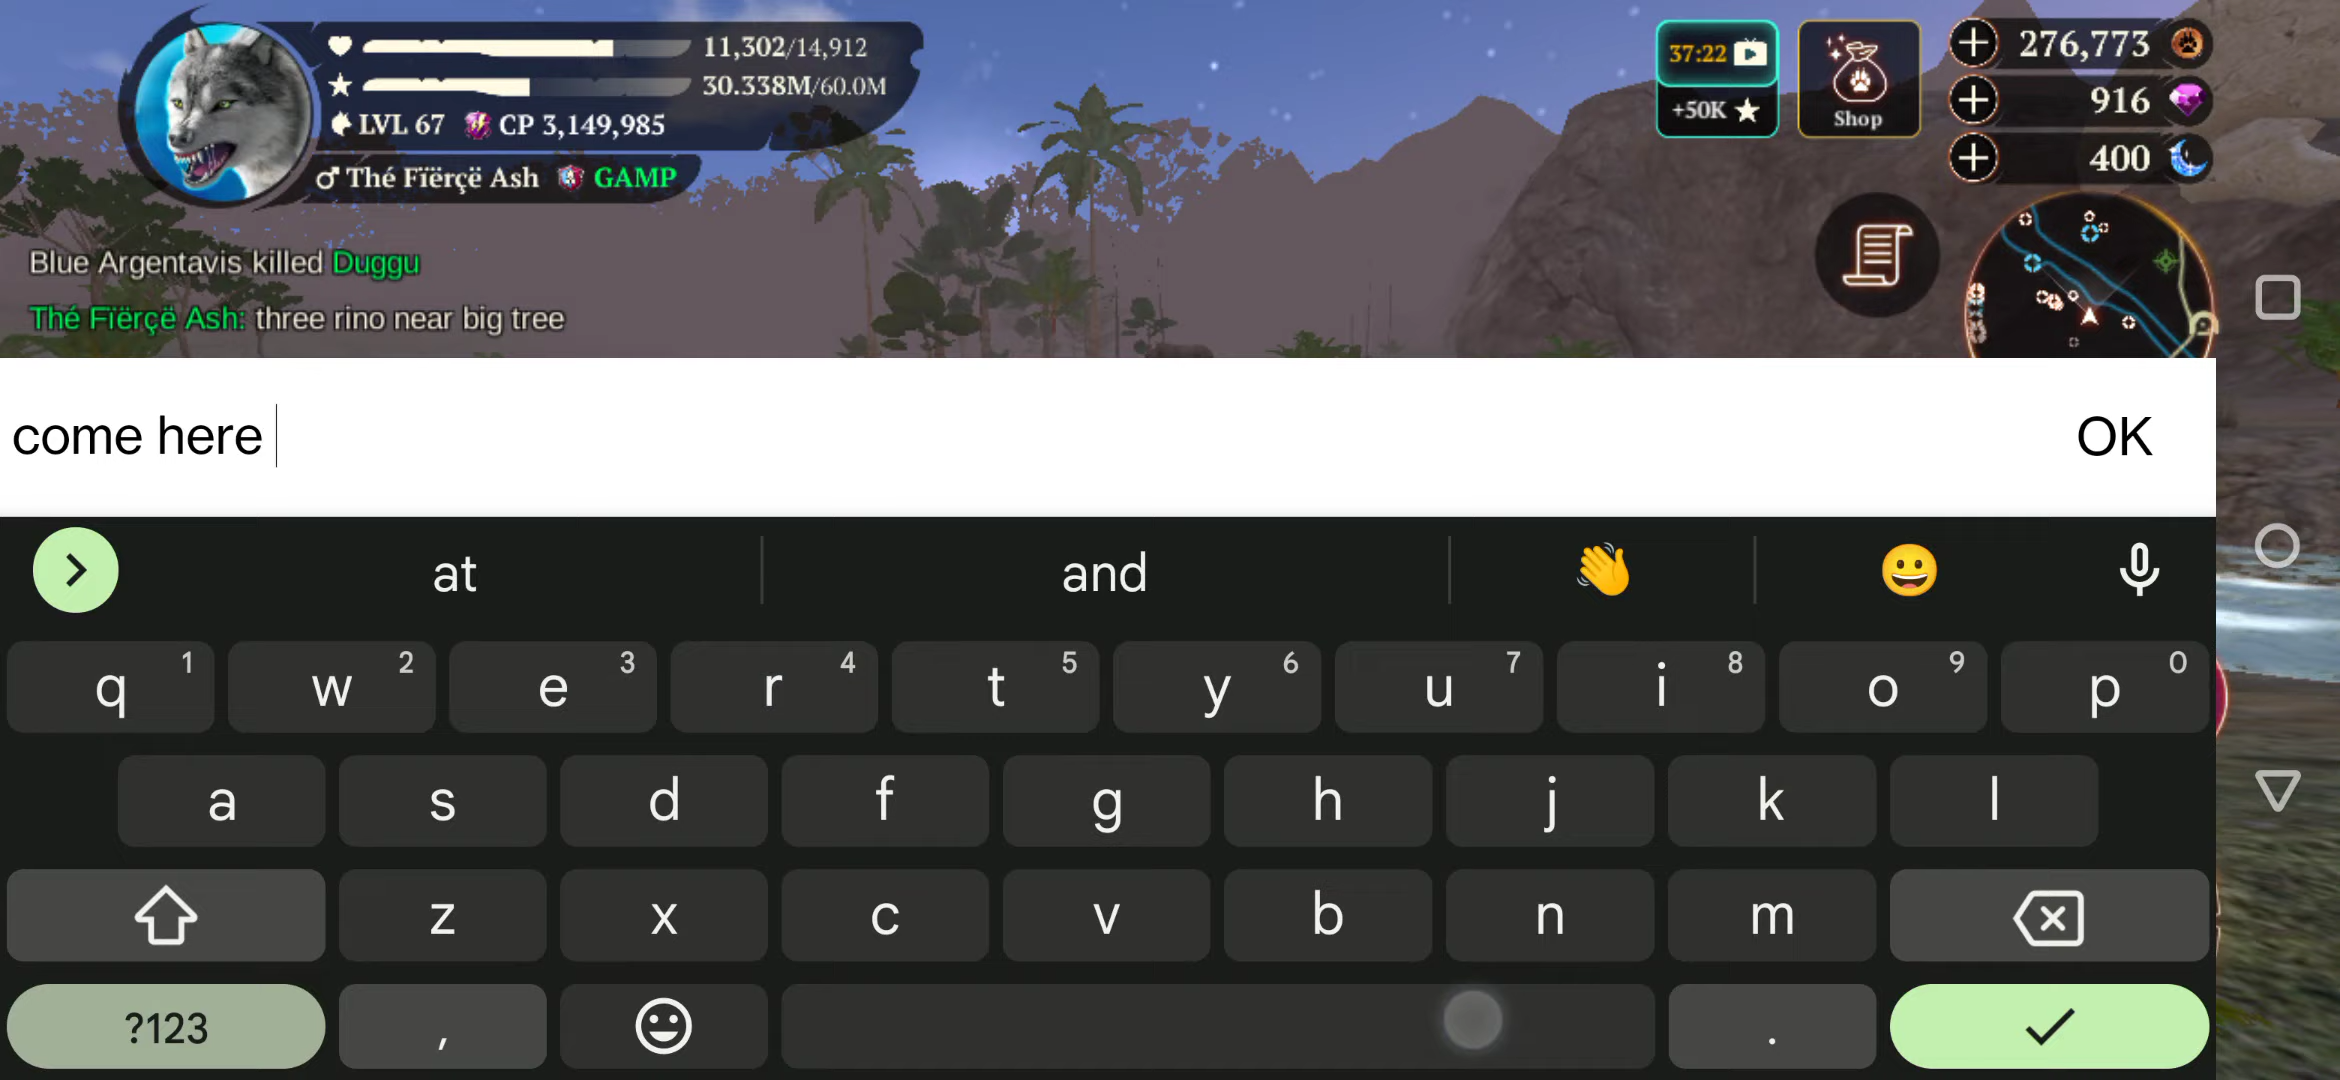 11,302/14,912
30.338M/60.0M
LVL 67 CP 3,149,985
Thé Fïërçë Ash GAMP
37:22
+50K
Shop
276,773
916
400
Blue Argentavis killed Duggu
Thé Fïërçë Ash: three rino near big tree
come here
OK
at and
q 1 w 2 e 3 r 4 t 5 y 6 u 7 i 8 o 9 p 0
a s d f g h j k l
z x c v b n m
?123 , .